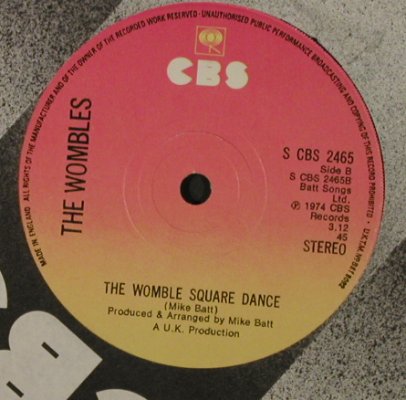 ALL RIGHTS OF THE MANUFACTURER AND OF THE OWNER OF THE RECORDED WORK RESERVED · UNAUTHORISED PUBLIC PERFORMANCE BROADCASTING AND COPYING OF THIS RECORD PROHIBITED ·
MADE IN ENGLAND
CBS
THE WOMBLES
S CBS 2465
Side B
S CBS 2465B
Batt Songs
Ltd.
℗ 1974 CBS
Records
3.12
45
STEREO
THE WOMBLE SQUARE DANCE
(Mike Batt)
Produced & Arranged by Mike Batt
A U.K. Production